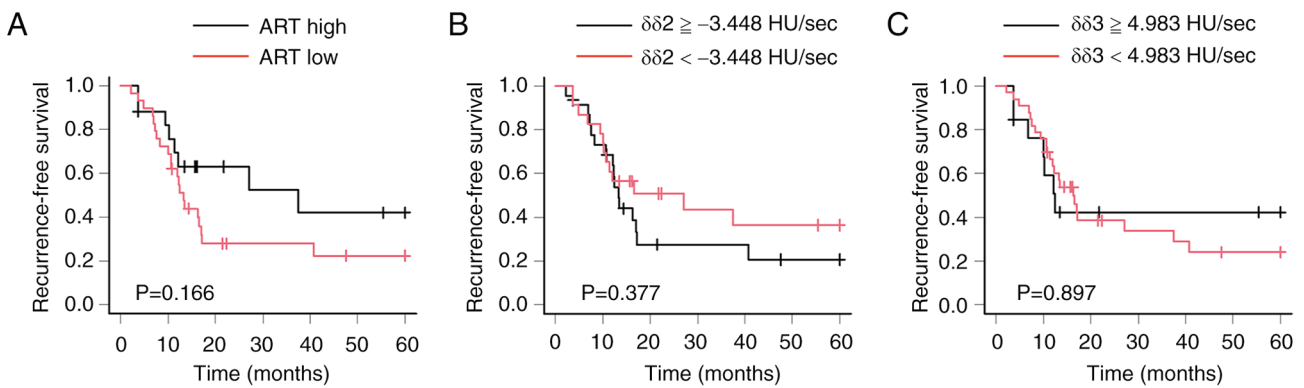 A
ART high
ART low
Recurrence-free survival
1.0
0.8
0.6
0.4
0.2
0.0
P=0.166
0 10 20 30 40 50 60
Time (months)
B
δδ2 ≧ −3.448 HU/sec
δδ2 < −3.448 HU/sec
Recurrence-free survival
1.0
0.8
0.6
0.4
0.2
0.0
P=0.377
0 10 20 30 40 50 60
Time (months)
C
δδ3 ≧ 4.983 HU/sec
δδ3 < 4.983 HU/sec
Recurrence-free survival
1.0
0.8
0.6
0.4
0.2
0.0
P=0.897
0 10 20 30 40 50 60
Time (months)